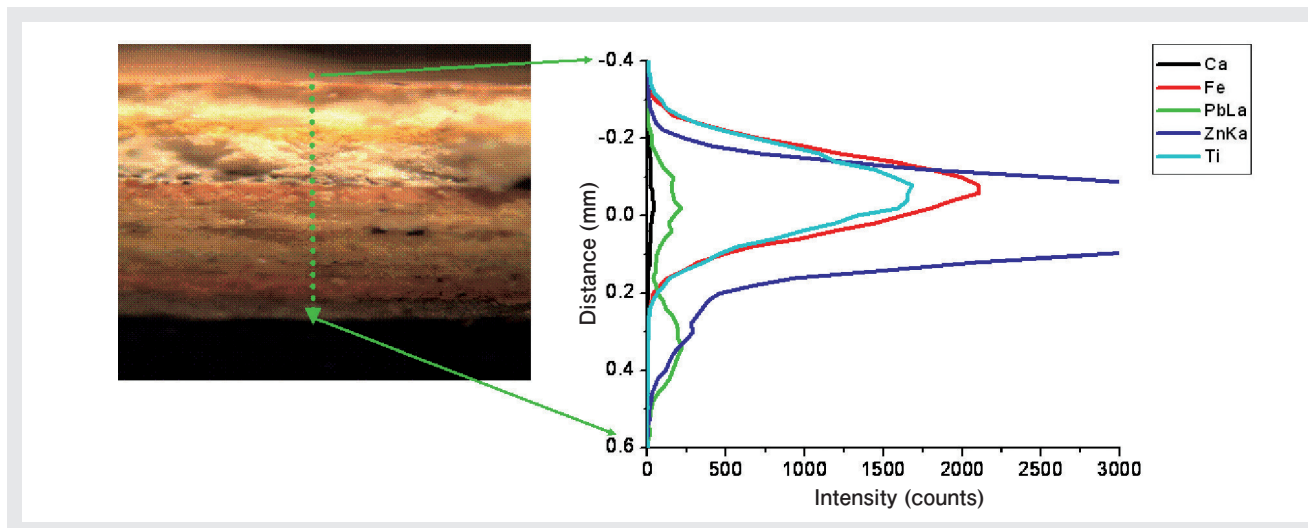 -0.4
-0.2
0.0
0.2
0.4
0.6
Distance (mm)
0 500 1000 1500 2000 2500 3000
Intensity (counts)
Ca
Fe
PbLa
ZnKa
Ti